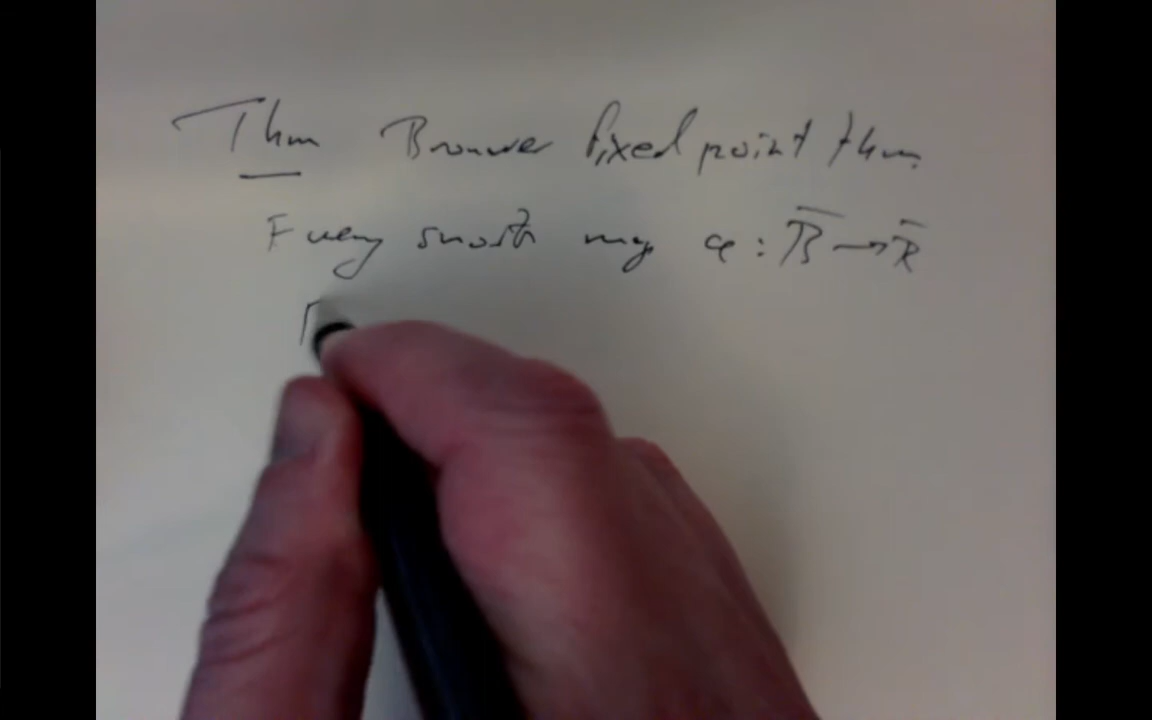 Thm Brouwer fixed point thm.
Every smooth map φ : B̅ → B̅